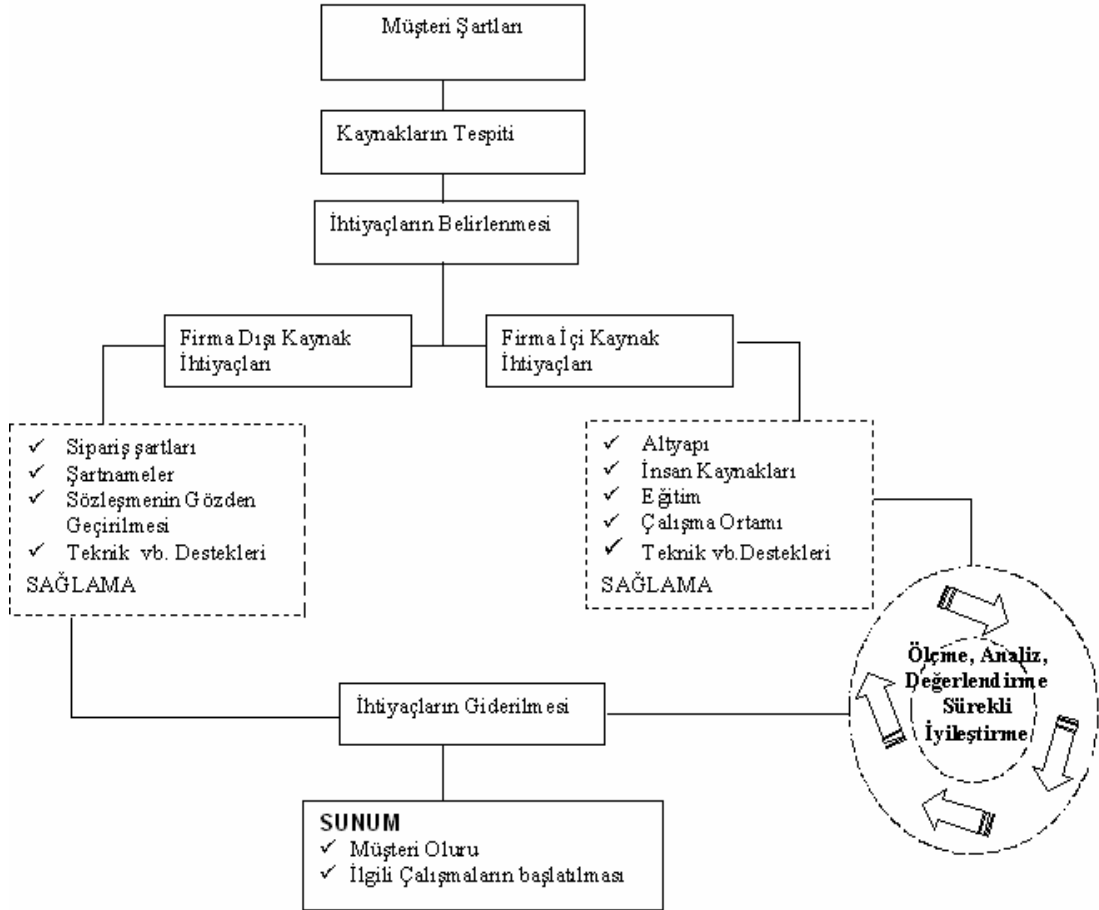 Müşteri Şartları
Kaynakların Tespiti
İhtiyaçların Belirlenmesi
Firma Dışı Kaynak
İhtiyaçları
Firma İçi Kaynak
İhtiyaçları
✓ Sipariş şartları
✓ Şartnameler
✓ Sözleşmenin Gözden
Geçirilmesi
✓ Teknik vb. Destekleri
SAĞLAMA
✓ Altyapı
✓ İnsan Kaynakları
✓ Eğitim
✓ Çalışma Ortamı
✓ Teknik vb.Destekleri
SAĞLAMA
Ölçme, Analiz,
Değerlendirme
Sürekli
İyileştirme
İhtiyaçların Giderilmesi
SUNUM
✓ Müşteri Oluru
✓ İlgili Çalışmaların başlatılması